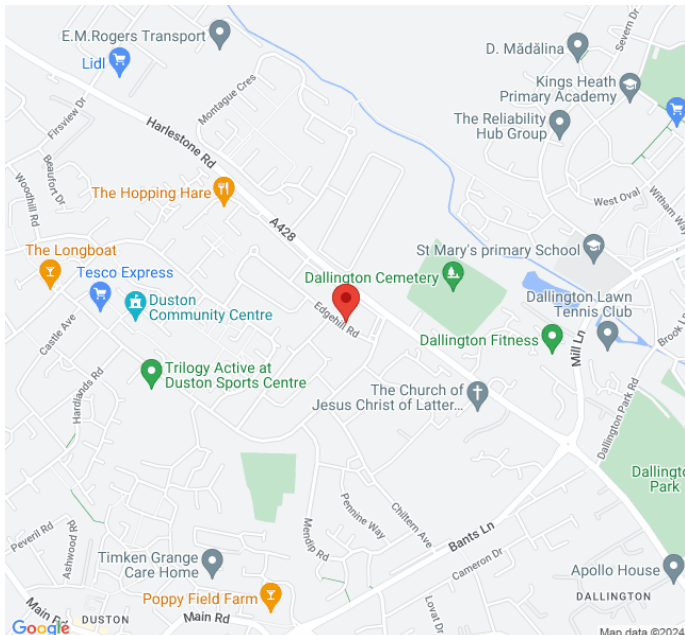 E.M.Rogers Transport
Lidl
Montague Cres
Firsview Dr
Harlestone Rd
Beaufort Dr
Woodhill Rd
The Hopping Hare
A428
D. Mădălina
Severn Dr
Kings Heath
Primary Academy
The Reliability
Hub Group
West Oval
Witham Way
St Mary's primary School
The Longboat
Tesco Express
Duston
Community Centre
Castle Ave
Dallington Cemetery
Edgehill Rd
Dallington Lawn
Tennis Club
Dallington Fitness
Mill Ln
Brook L
Trilogy Active at
Duston Sports Centre
Hardlands Rd
The Church of
Jesus Christ of Latter...
Dallington Park Rd
Dallingt
Park
Pennine Way
Chiltern Ave
Mendip Rd
Bants Ln
Cameron Dr
Peveril Rd
Ashwood Rd
Timken Grange
Care Home
Apollo House
DALLINGTON
Poppy Field Farm
Lovat Dr
Main Rd
DUSTON
Main Rd
Google
Map data ©2024